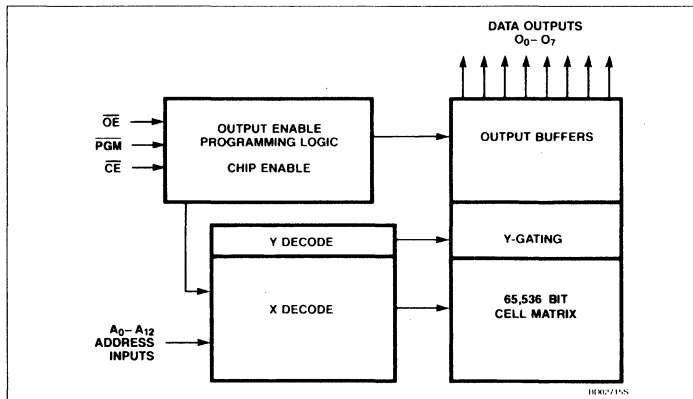 DATA OUTPUTS
O₀– O₇
OE
PGM
CE
OUTPUT ENABLE
PROGRAMMING LOGIC
CHIP ENABLE
OUTPUT BUFFERS
Y DECODE
Y-GATING
X DECODE
65,536 BIT
CELL MATRIX
A₀– A₁₂
ADDRESS
INPUTS
BD02715S